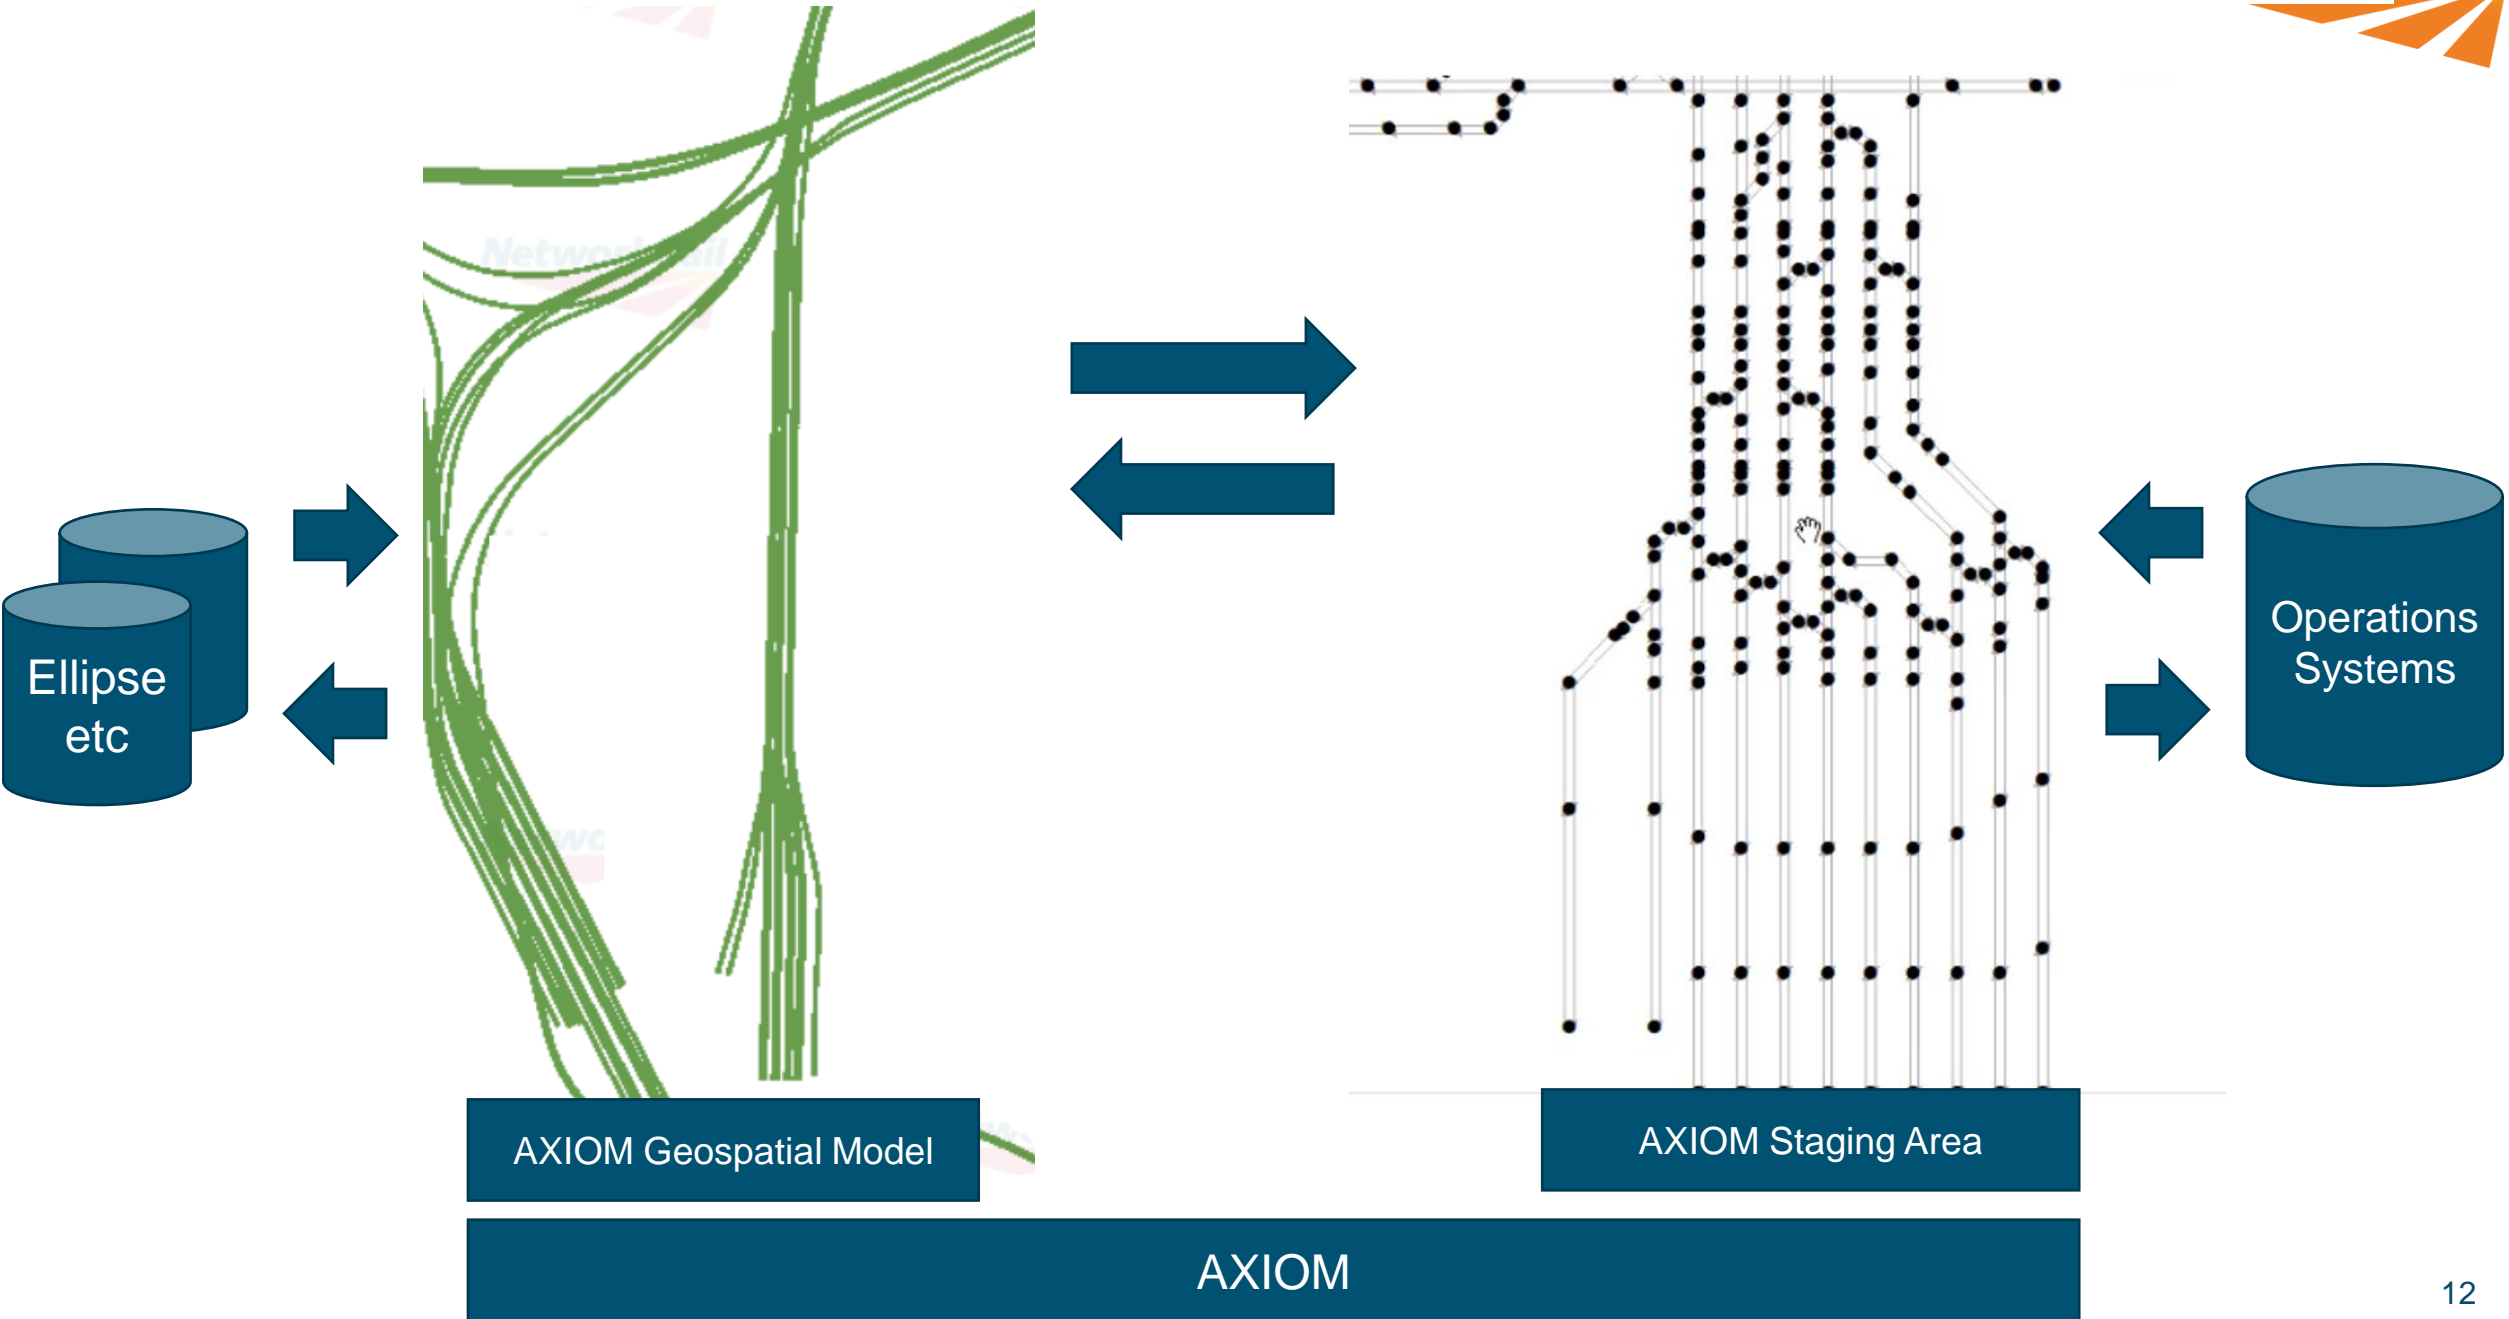 Ellipse
etc
Operations
Systems
AXIOM Geospatial Model
AXIOM Staging Area
AXIOM
12